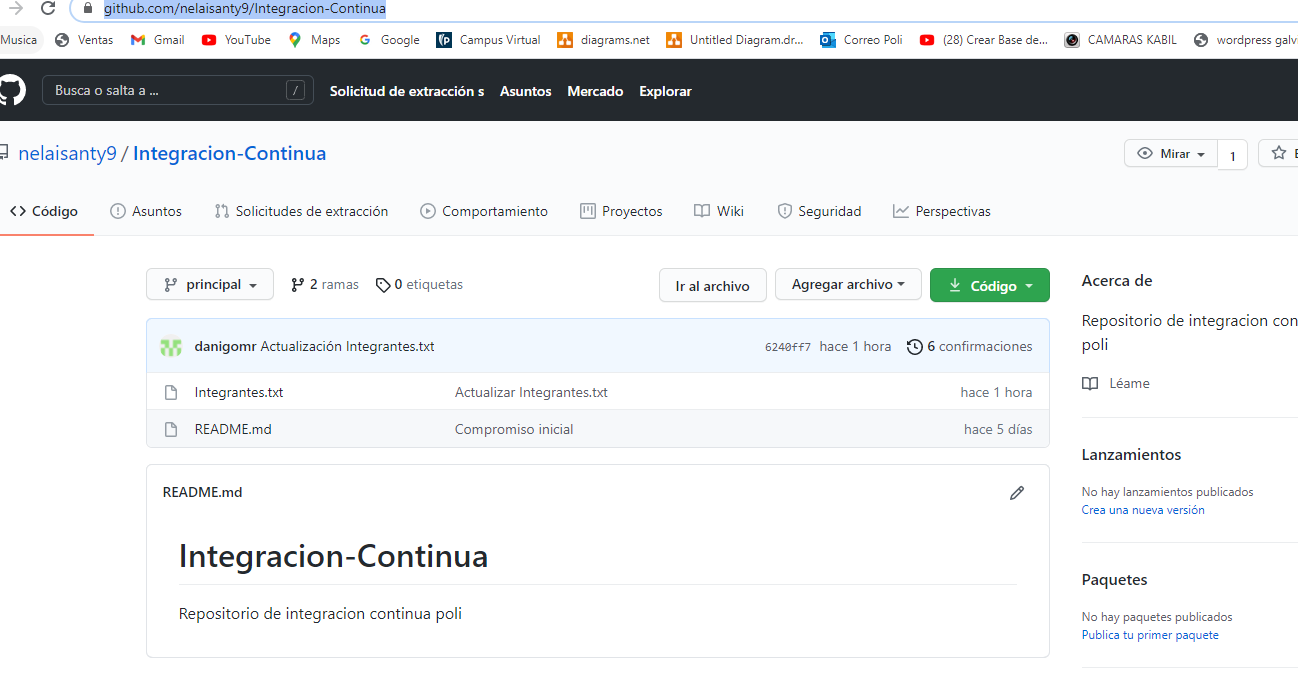 github.com/nelaisanty9/Integracion-Continua
Musica Ventas Gmail YouTube Maps Google Campus Virtual diagrams.net Untitled Diagram.dr... Correo Poli (28) Crear Base de... CAMARAS KABIL wordpress galv
Busca o salta a ... / Solicitud de extracción s Asuntos Mercado Explorar
nelaisanty9 / Integracion-Continua Mirar 1
Código Asuntos Solicitudes de extracción Comportamiento Proyectos Wiki Seguridad Perspectivas
principal 2 ramas 0 etiquetas Ir al archivo Agregar archivo Código
danigomr Actualización Integrantes.txt 6240ff7 hace 1 hora 6 confirmaciones
Integrantes.txt Actualizar Integrantes.txt hace 1 hora
README.md Compromiso inicial hace 5 días
README.md
Integracion-Continua
Repositorio de integracion continua poli
Acerca de
Repositorio de integracion con
poli
Léame
Lanzamientos
No hay lanzamientos publicados
Crea una nueva versión
Paquetes
No hay paquetes publicados
Publica tu primer paquete